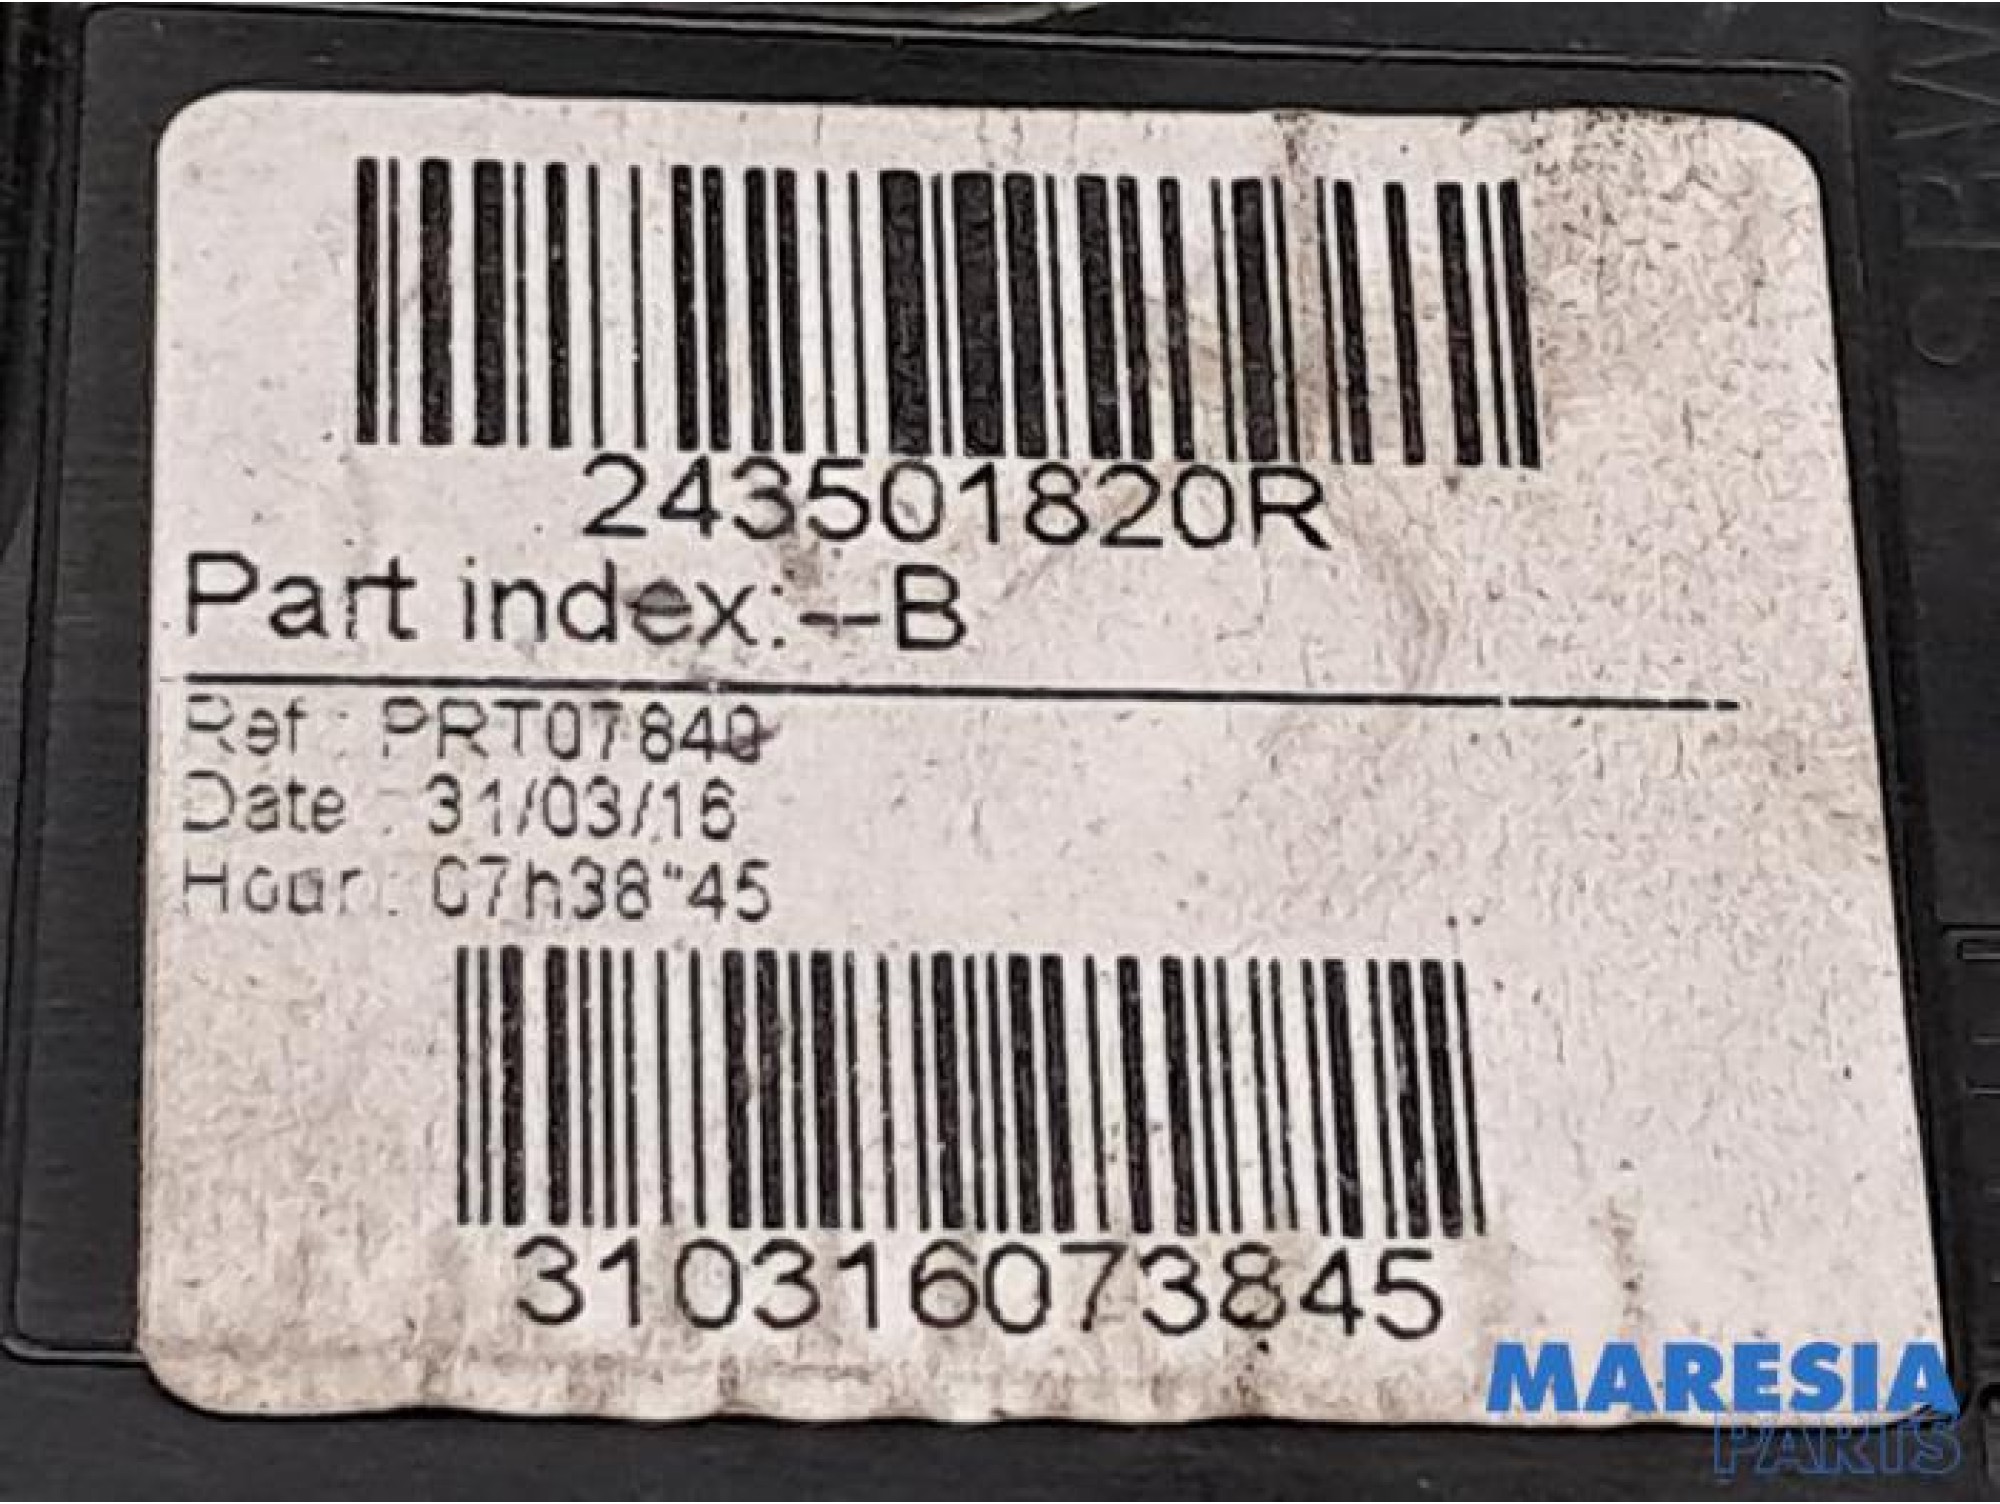 243501820R
Part index:--B
Ref : PRT07840
Date : 31/03/16
Hour : 07h38"45
310316073845
MARESIA
PARTS